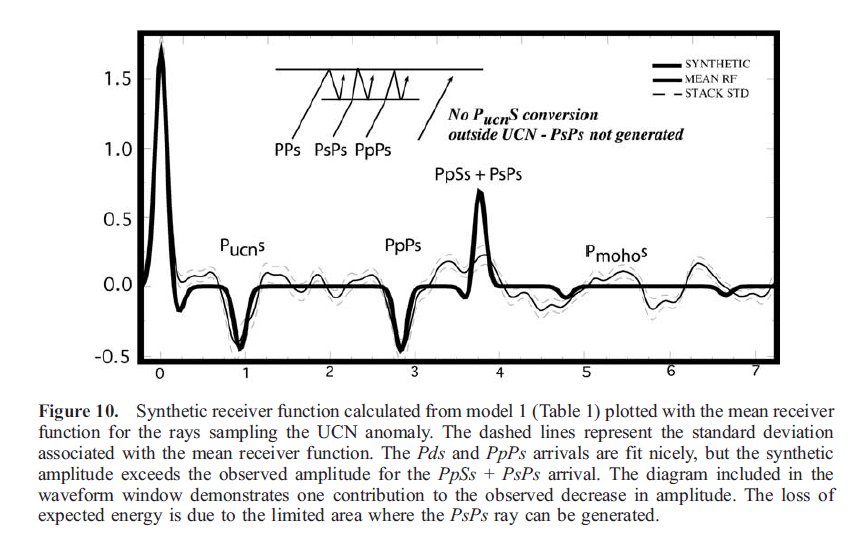 1.5
1.0
0.5
0.0
-0.5
SYNTHETIC
MEAN RF
STACK STD
No PucnS conversion
outside UCN - PsPs not generated
PPs PsPs PpPs
PpSs + PsPs
Pucns
PpPs
Pmohos
0 1 2 3 4 5 6 7
Figure 10. Synthetic receiver function calculated from model 1 (Table 1) plotted with the mean receiver
function for the rays sampling the UCN anomaly. The dashed lines represent the standard deviation
associated with the mean receiver function. The Pds and PpPs arrivals are fit nicely, but the synthetic
amplitude exceeds the observed amplitude for the PpSs + PsPs arrival. The diagram included in the
waveform window demonstrates one contribution to the observed decrease in amplitude. The loss of
expected energy is due to the limited area where the PsPs ray can be generated.